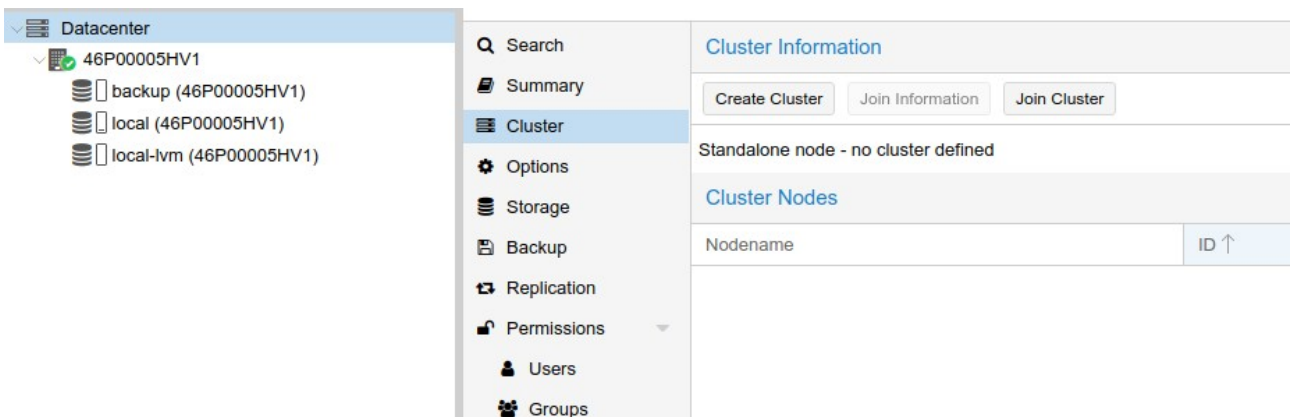 Datacenter
46P00005HV1
backup (46P00005HV1)
local (46P00005HV1)
local-lvm (46P00005HV1)
Search
Summary
Cluster
Options
Storage
Backup
Replication
Permissions
Users
Groups
Cluster Information
Create Cluster Join Information Join Cluster
Standalone node - no cluster defined
Cluster Nodes
Nodename ID ↑